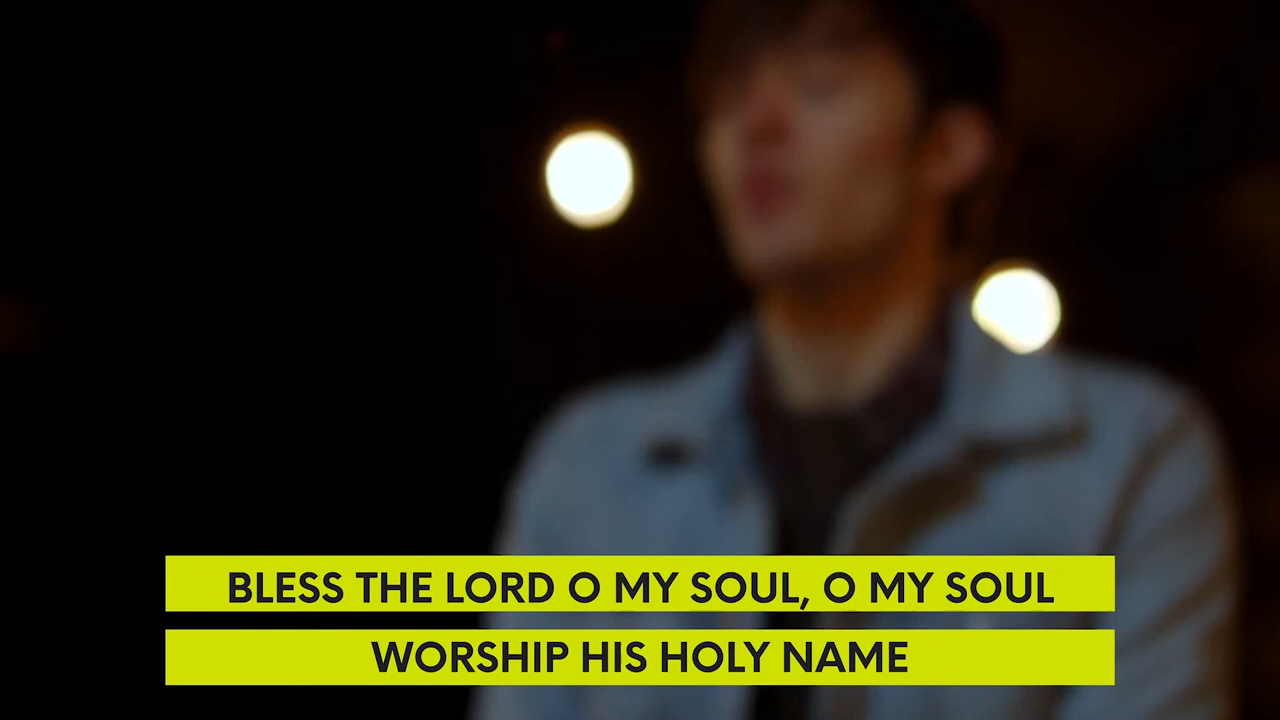 BLESS THE LORD O MY SOUL, O MY SOUL
WORSHIP HIS HOLY NAME